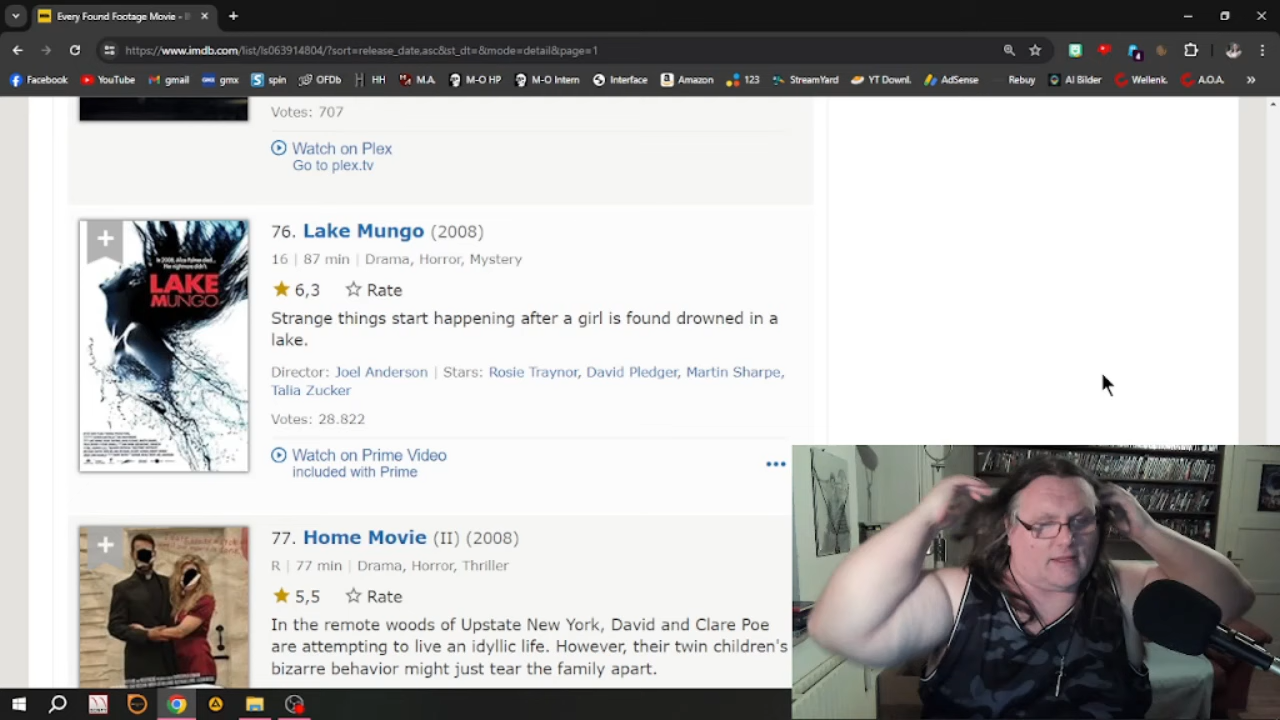 Every Found Footage Movie - I
https://www.imdb.com/list/ls063914804/?sort=release_date,asc&st_dt=&mode=detail&page=1
Facebook YouTube gmail gmx spin OFDb HH M.A. M-O HP M-O Intern Interface Amazon 123 StreamYard YT Downl. AdSense Rebuy AI Bilder Wellenk. A.O.A. »
Votes: 707
Watch on Plex
Go to plex.tv
76. Lake Mungo (2008)
16 | 87 min | Drama, Horror, Mystery
6,3 Rate
Strange things start happening after a girl is found drowned in a
lake.
Director: Joel Anderson | Stars: Rosie Traynor, David Pledger, Martin Sharpe,
Talia Zucker
Votes: 28.822
Watch on Prime Video
included with Prime
LAKE
MUNGO
77. Home Movie (II) (2008)
R | 77 min | Drama, Horror, Thriller
5,5 Rate
In the remote woods of Upstate New York, David and Clare Poe
are attempting to live an idyllic life. However, their twin children's
bizarre behavior might just tear the family apart.